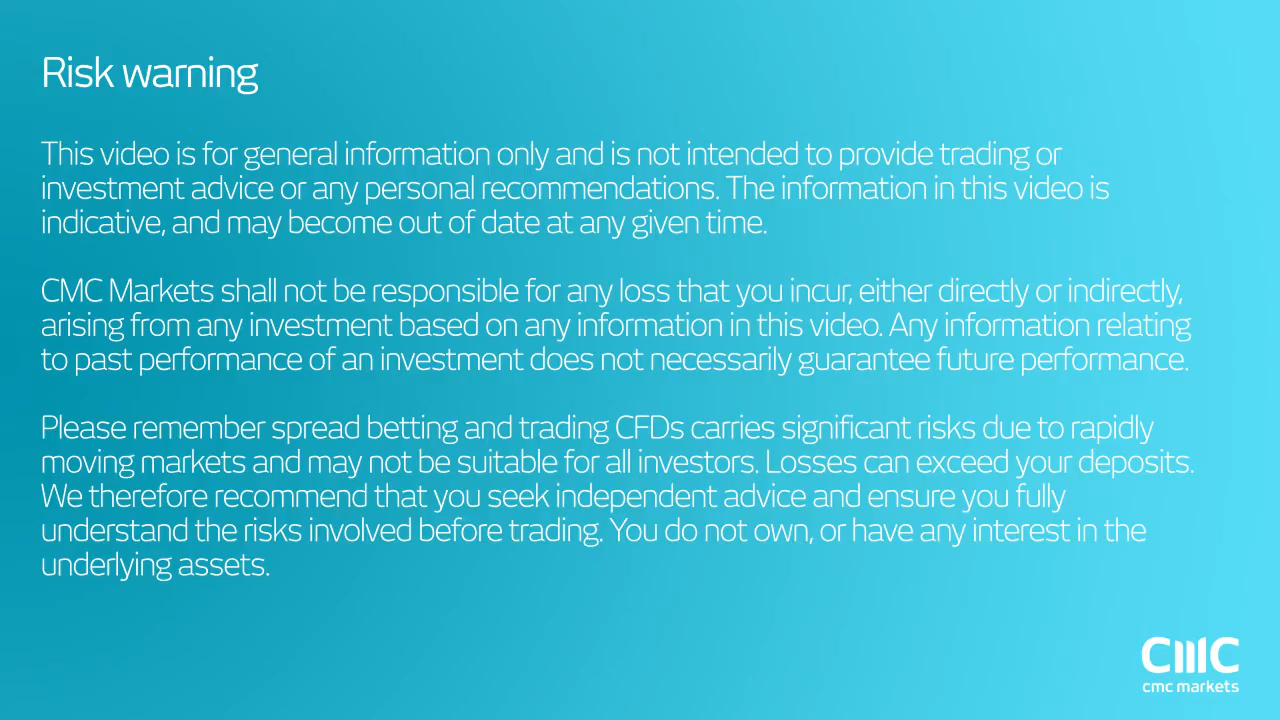 Risk warning
This video is for general information only and is not intended to provide trading or
investment advice or any personal recommendations. The information in this video is
indicative, and may become out of date at any given time.
CMC Markets shall not be responsible for any loss that you incur, either directly or indirectly,
arising from any investment based on any information in this video. Any information relating
to past performance of an investment does not necessarily guarantee future performance.
Please remember spread betting and trading CFDs carries significant risks due to rapidly
moving markets and may not be suitable for all investors. Losses can exceed your deposits.
We therefore recommend that you seek independent advice and ensure you fully
understand the risks involved before trading. You do not own, or have any interest in the
underlying assets.
CMC
cmc markets